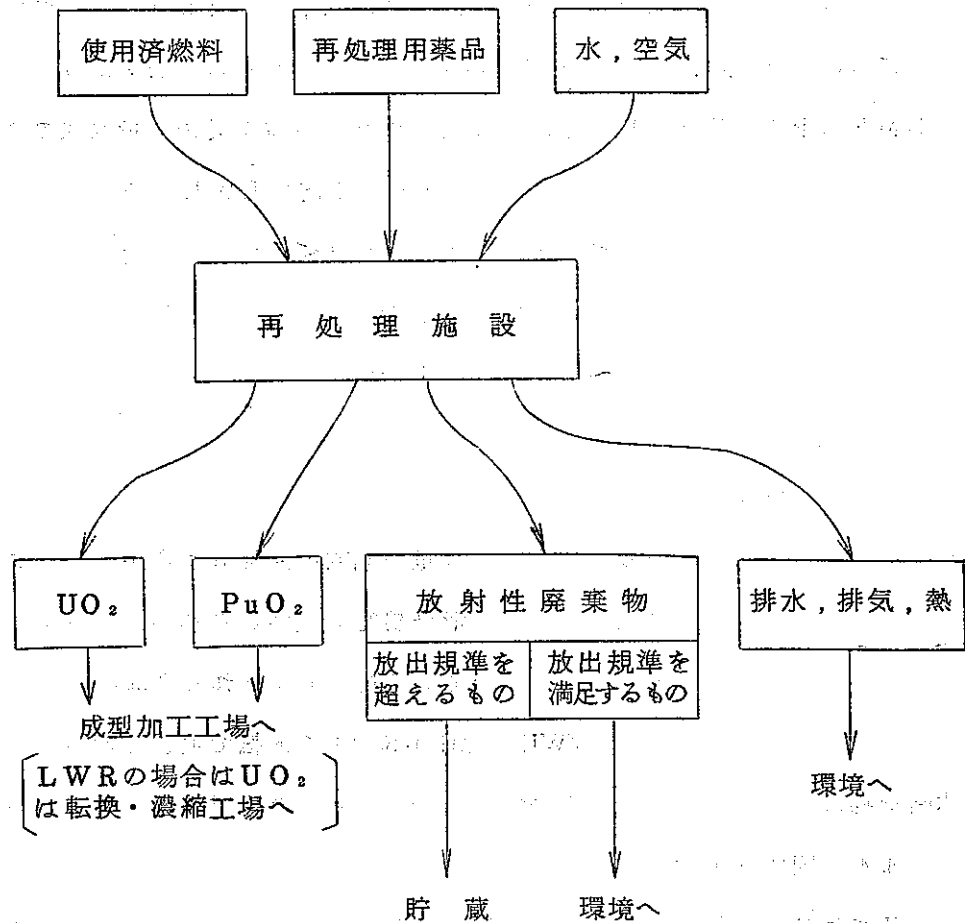 使用済燃料
再処理用薬品
水,空気
再処理施設
UO₂
PuO₂
放射性廃棄物
排水,排気,熱
放出規準を
超えるもの
放出規準を
満足するもの
成型加工工場へ
LWRの場合はUO₂
は転換・濃縮工場へ
環境へ
貯蔵
環境へ